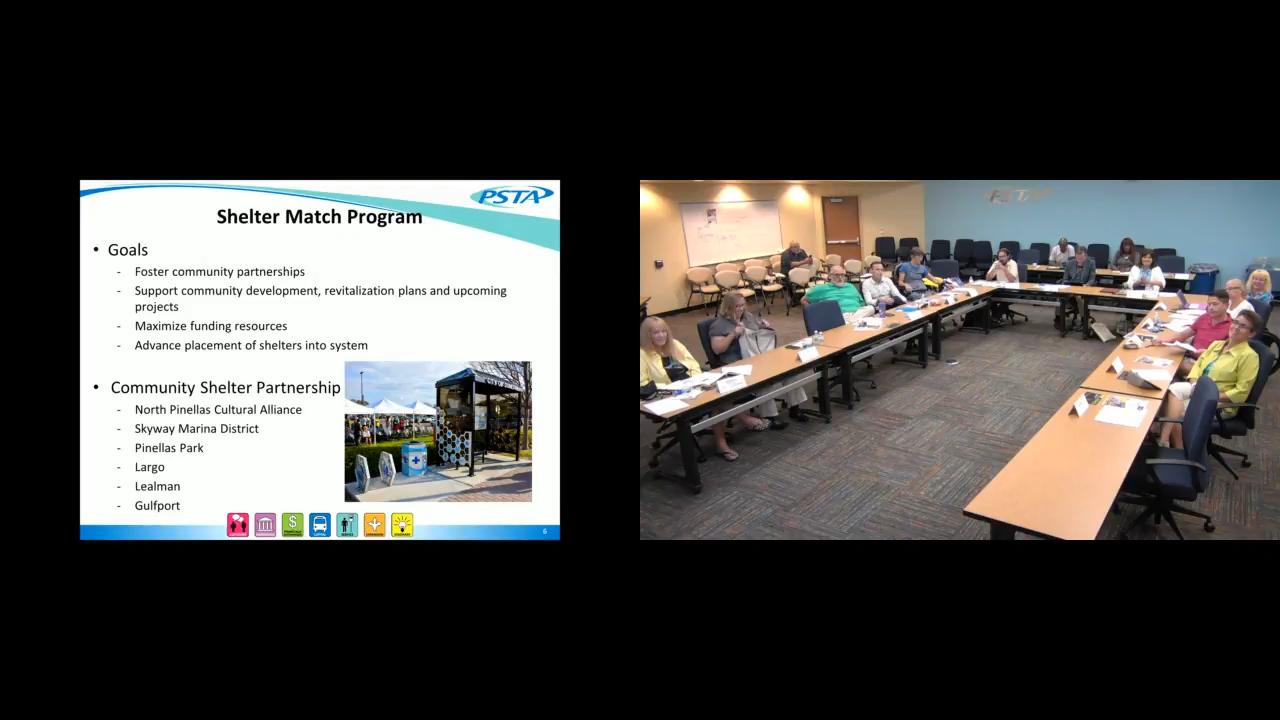 PSTA
Shelter Match Program
• Goals
- Foster community partnerships
- Support community development, revitalization plans and upcoming
projects
- Maximize funding resources
- Advance placement of shelters into system
• Community Shelter Partnership
- North Pinellas Cultural Alliance
- Skyway Marina District
- Pinellas Park
- Largo
- Lealman
- Gulfport
6
PSTA